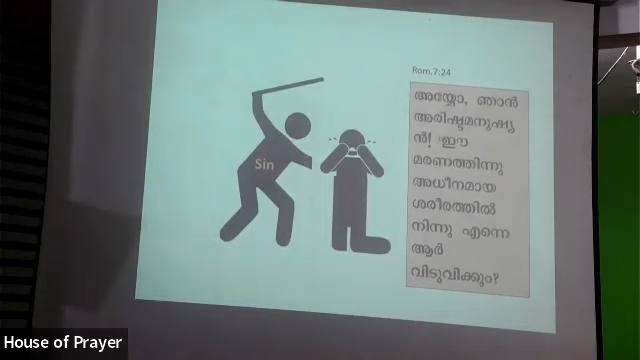 Rom.7:24
അയ്യോ, ഞാൻ
അരിഷ്ടമനുഷ്യ
ൻ! ഈ
മരണത്തിന്നു
അധീനമായ
ശരീരത്തിൽ
നിന്നു എന്നെ
ആർ
വിടുവിക്കും?
Sin
House of Prayer